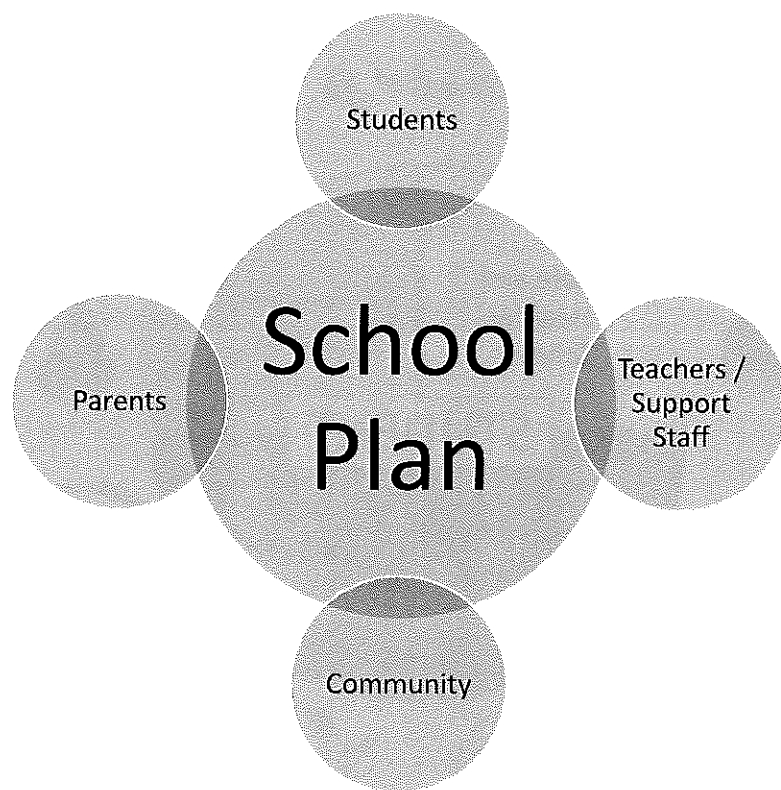 Students
School
Plan
Parents
Teachers /
Support
Staff
Community